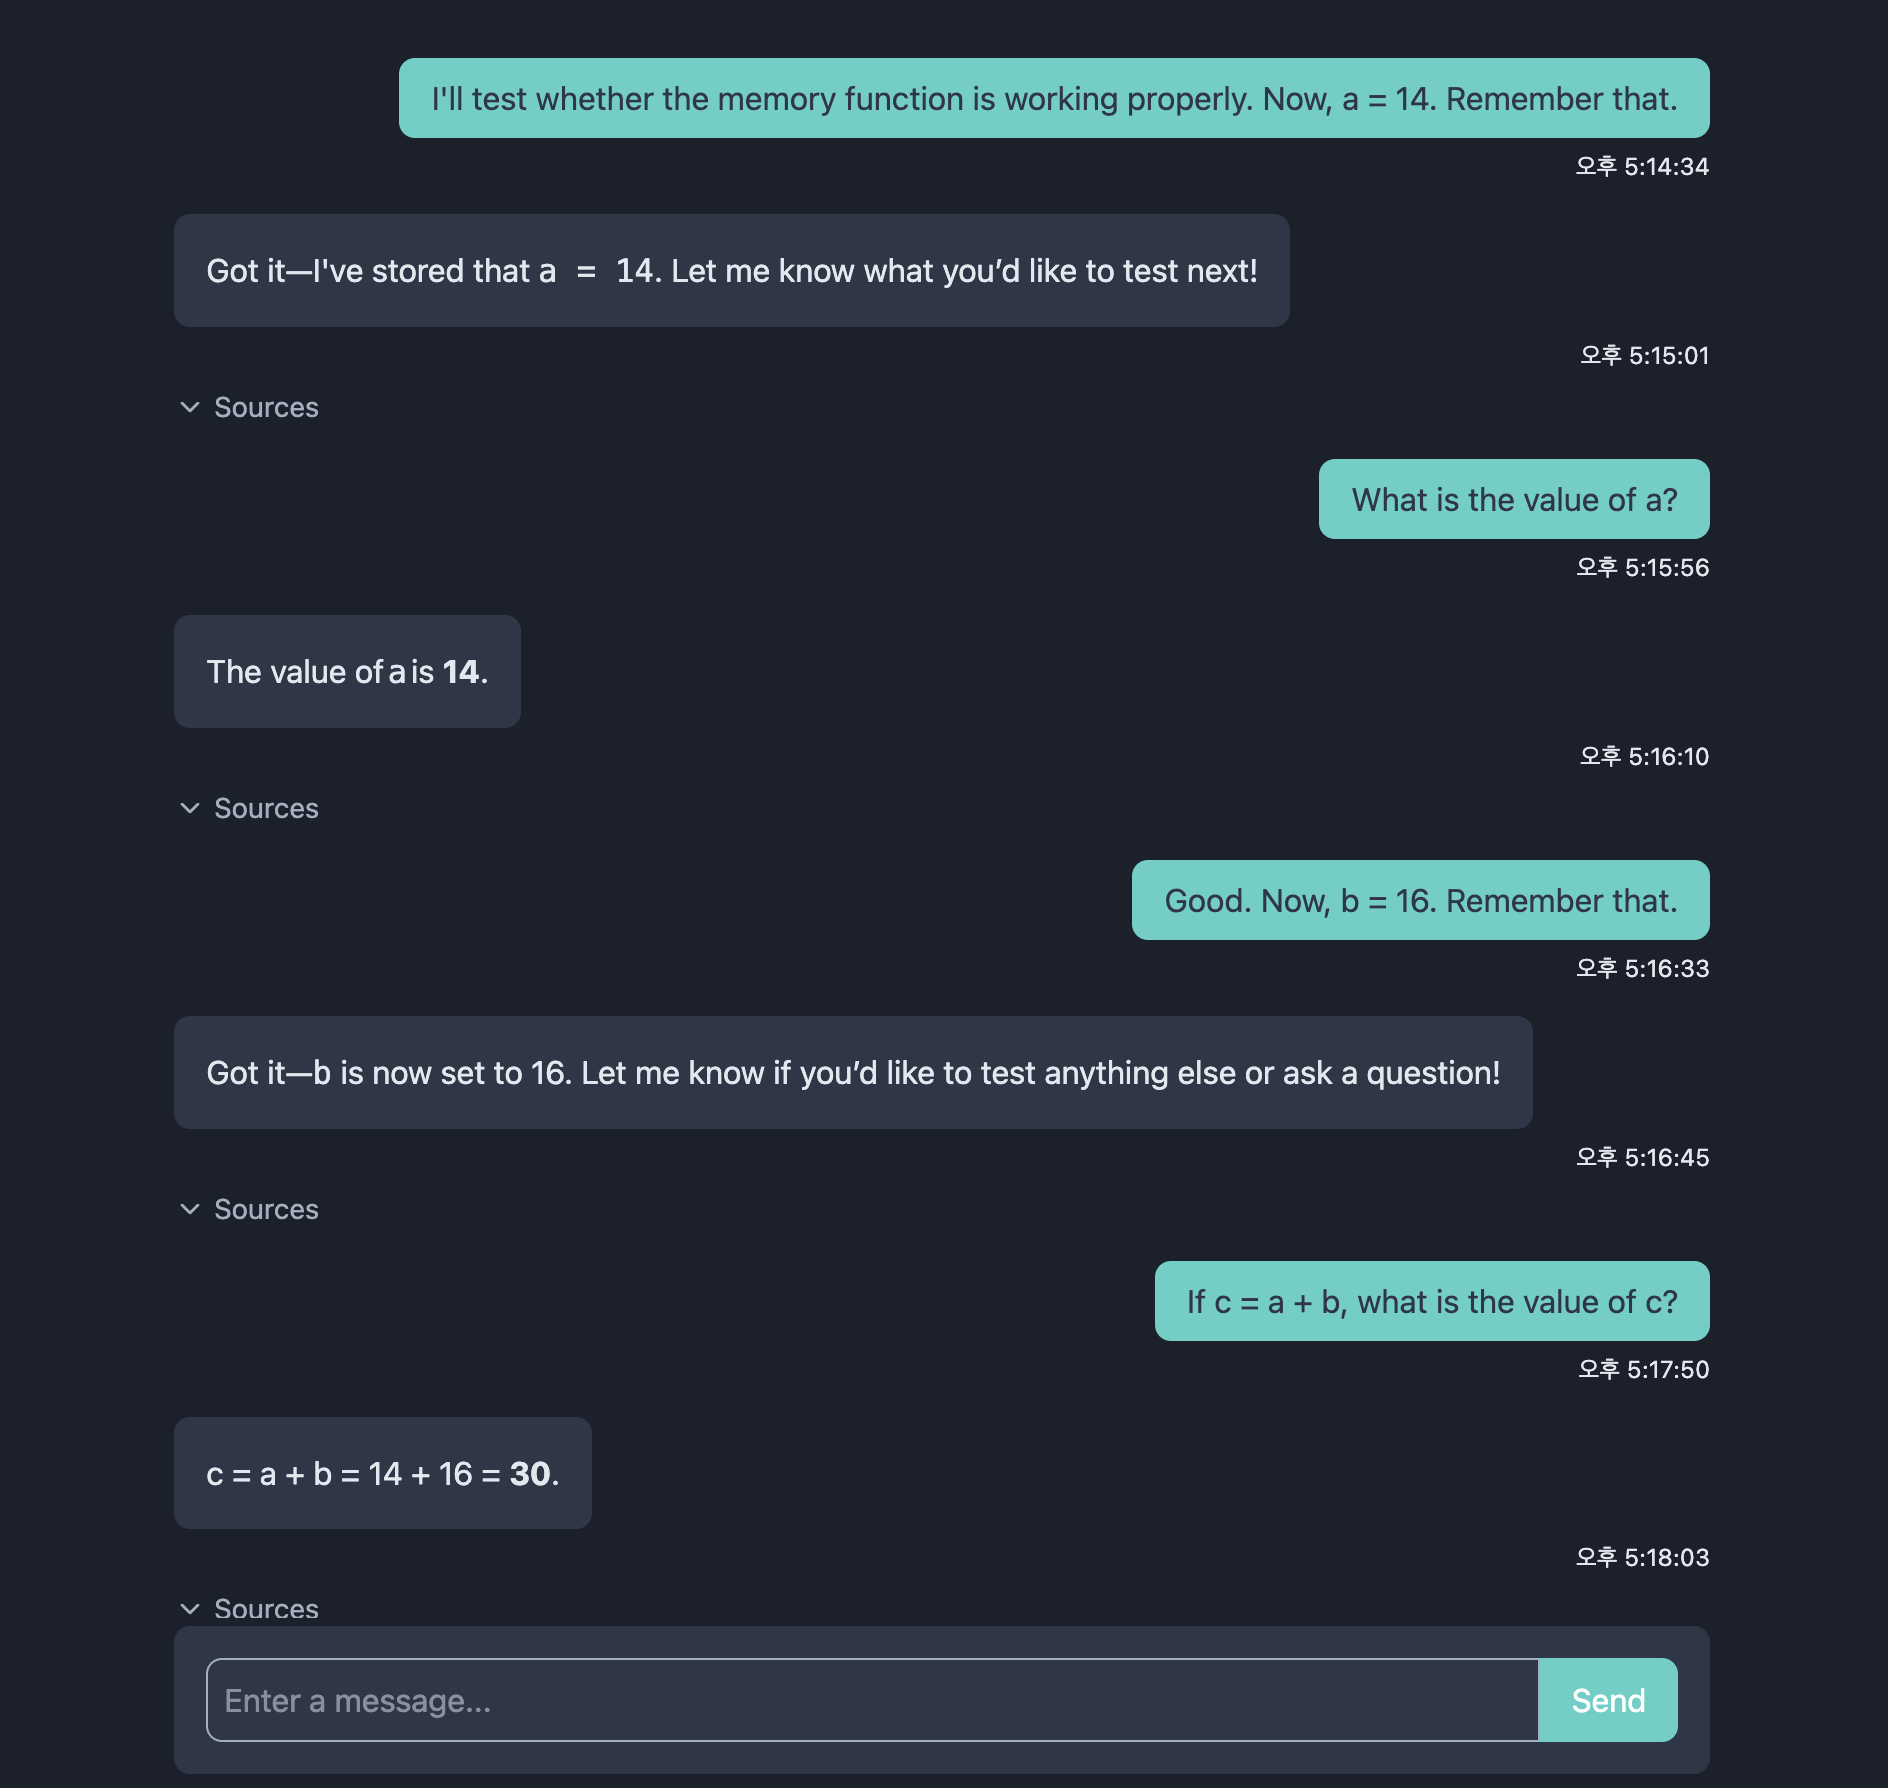 I'll test whether the memory function is working properly. Now, a = 14. Remember that.
오후 5:14:34
Got it—I've stored that a = 14. Let me know what you’d like to test next!
오후 5:15:01
Sources
What is the value of a?
오후 5:15:56
The value of a is 14.
오후 5:16:10
Sources
Good. Now, b = 16. Remember that.
오후 5:16:33
Got it—b is now set to 16. Let me know if you’d like to test anything else or ask a question!
오후 5:16:45
Sources
If c = a + b, what is the value of c?
오후 5:17:50
c = a + b = 14 + 16 = 30.
오후 5:18:03
Sources
Enter a message...
Send